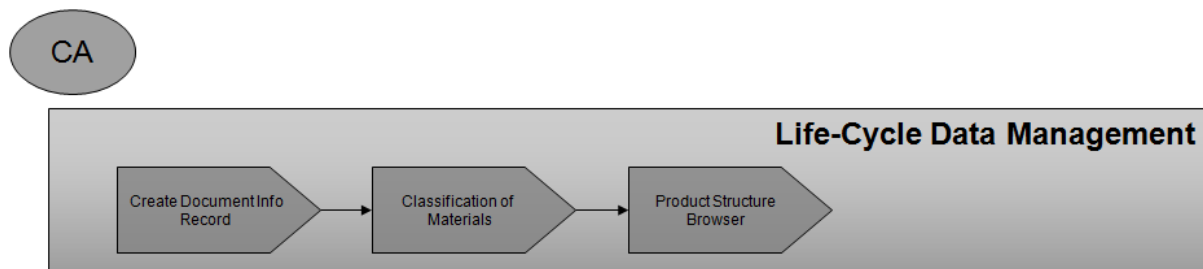 CA
Life-Cycle Data Management
Create Document Info
Record
Classification of
Materials
Product Structure
Browser